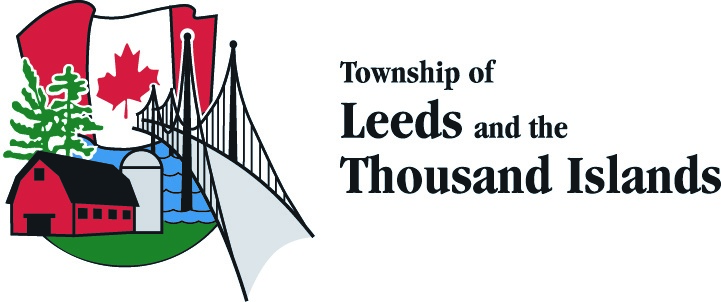 Township of
Leeds and the
Thousand Islands